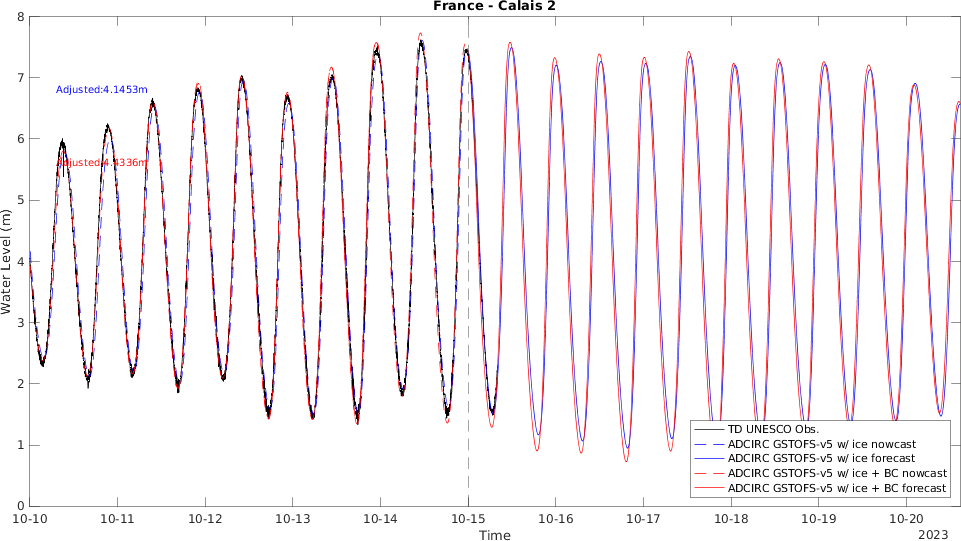 France - Calais 2
8
7
6
5
4
3
2
1
0
Water Level (m)
Adjusted:4.1453m
Adjusted:4.4336m
TD UNESCO Obs.
ADCIRC GSTOFS-v5 w/ ice nowcast
ADCIRC GSTOFS-v5 w/ ice forecast
ADCIRC GSTOFS-v5 w/ ice + BC nowcast
ADCIRC GSTOFS-v5 w/ ice + BC forecast
10-10 10-11 10-12 10-13 10-14 10-15 10-16 10-17 10-18 10-19 10-20
Time
2023